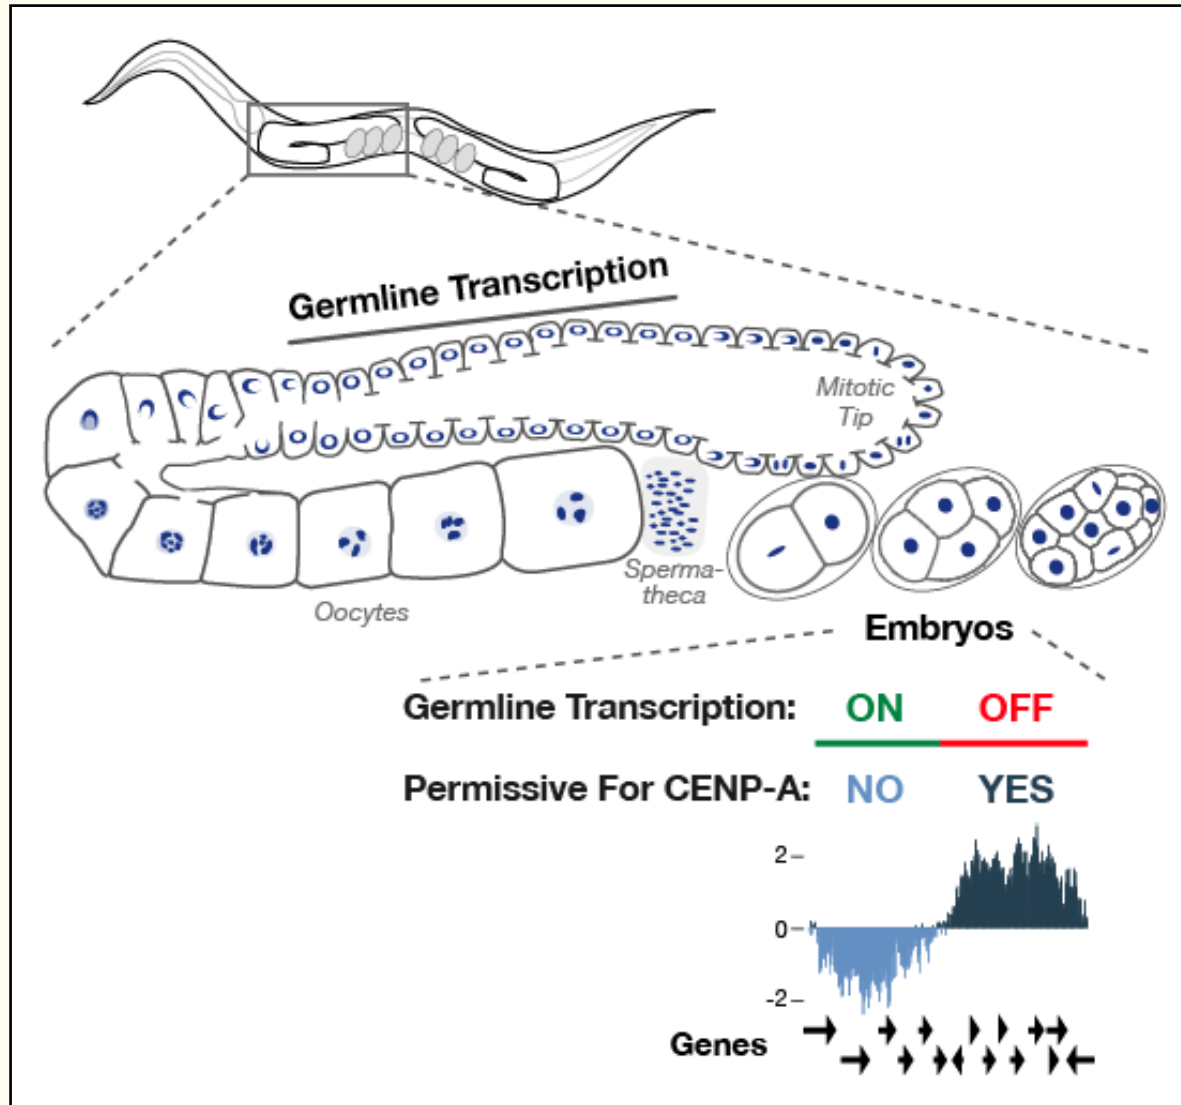 Germline Transcription
Mitotic
Tip
Oocytes
Sperma-
theca
Embryos
Germline Transcription: ON OFF
Permissive For CENP-A: NO YES
2
0
-2
Genes